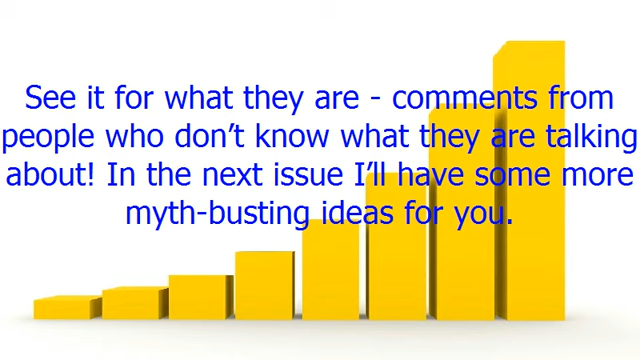 See it for what they are - comments from
people who don’t know what they are talking
about! In the next issue I’ll have some more
myth-busting ideas for you.